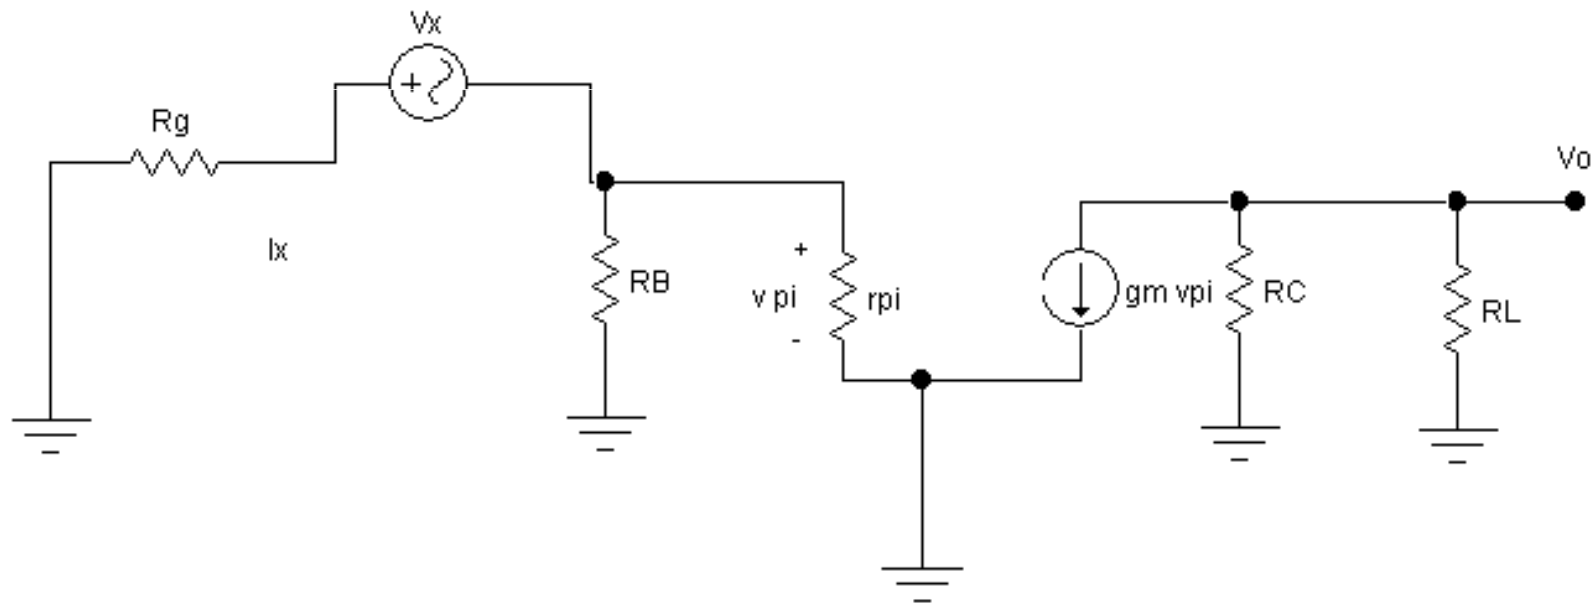 Vx
+
Rg
Vo
Ix
+
v pi
-
rpi
RB
gm vpi
RC
RL